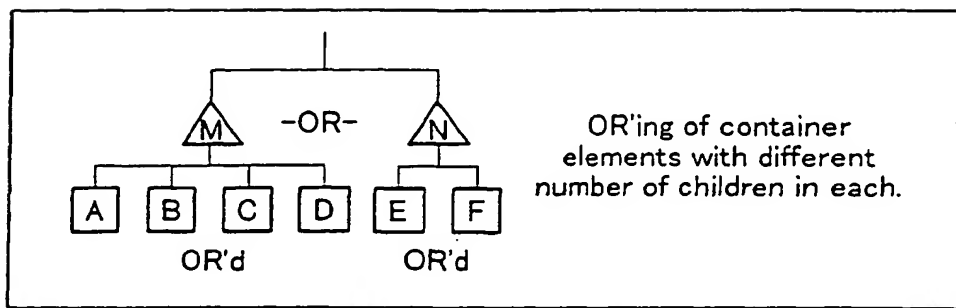 M -OR- N
A B C D E F
OR'd OR'd
OR'ing of container
elements with different
number of children in each.